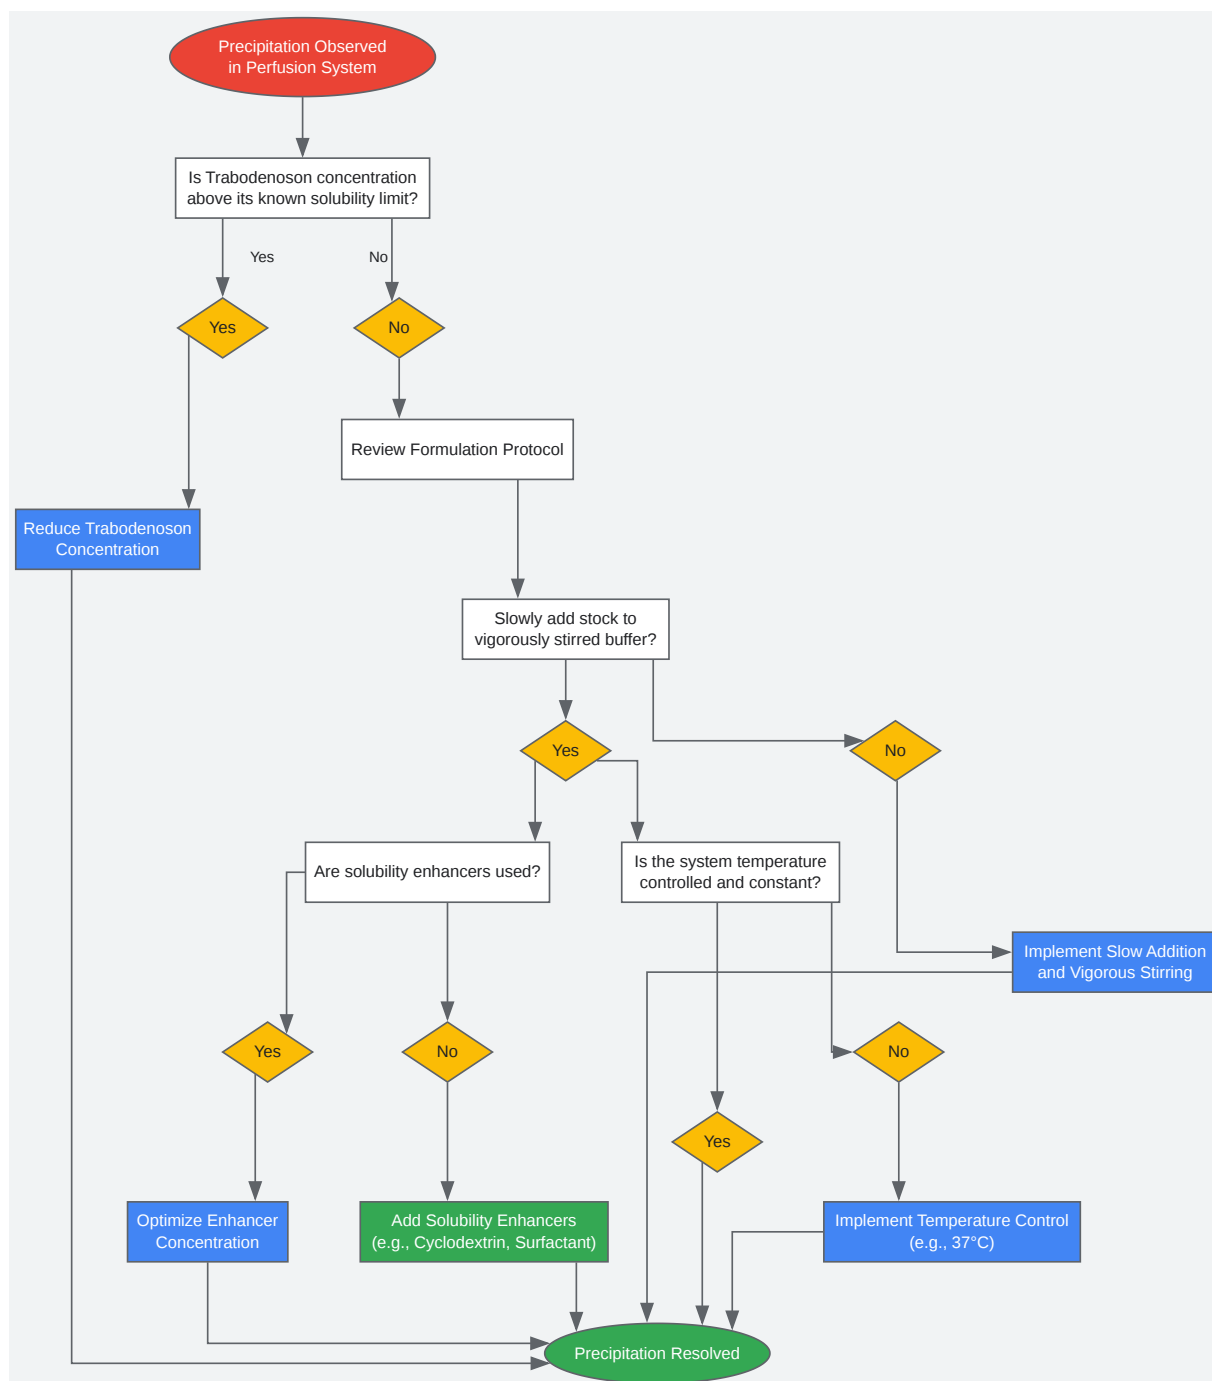 Precipitation Observed
in Perfusion System
Is Trabodenoson concentration
above its known solubility limit?
Yes
No
Yes
No
Review Formulation Protocol
Reduce Trabodenoson
Concentration
Slowly add stock to
vigorously stirred buffer?
Yes
No
Are solubility enhancers used?
Is the system temperature
controlled and constant?
Implement Slow Addition
and Vigorous Stirring
Yes
No
No
Yes
Optimize Enhancer
Concentration
Add Solubility Enhancers
(e.g., Cyclodextrin, Surfactant)
Implement Temperature Control
(e.g., 37°C)
Precipitation Resolved